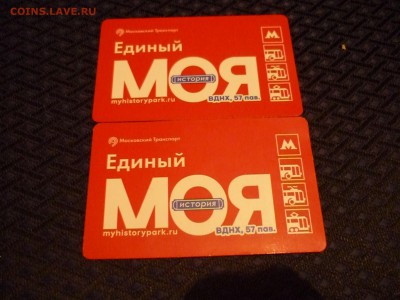 COINS.LAVE.RU
Московский Транспорт
Единый
МОЯ
история
myhistorypark.ru
ВДНХ, 57 пав.
М
Московский Транспорт
Единый
МОЯ
история
myhistorypark.ru
ВДНХ, 57 пав.
М